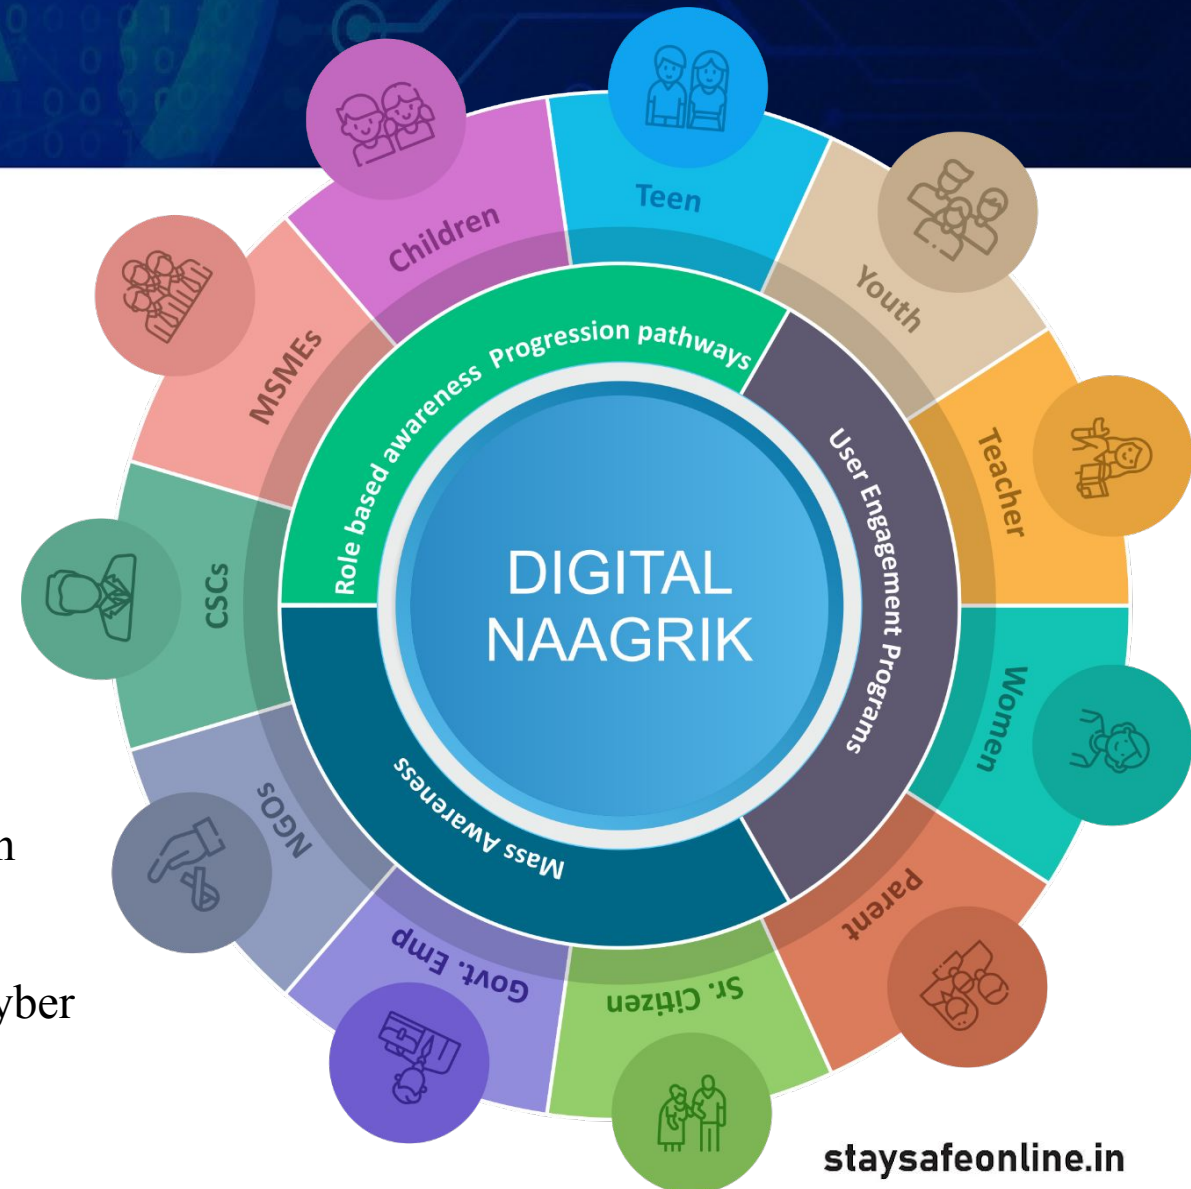 Children
Teen
Youth
Teacher
Women
Parent
Sr. Citizen
Govt. Emp
NGOs
CSCs
MSMEs
Role based awareness Progression pathways
User Engagement Programs
Mass Awareness
DIGITAL
NAAGRIK
staysafeonline.in